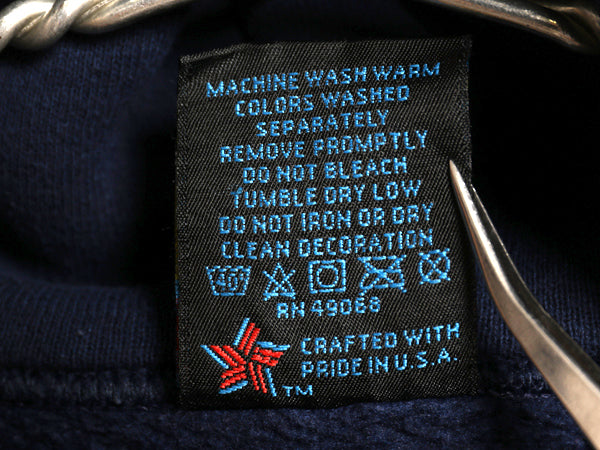 MACHINE WASH WARM
COLORS WASHED
SEPARATELY
REMOVE PROMPTLY
DO NOT BLEACH
TUMBLE DRY LOW
DO NOT IRON OR DRY
CLEAN DECORATION
40°
RN 49068
CRAFTED WITH
PRIDE IN U.S.A.
TM